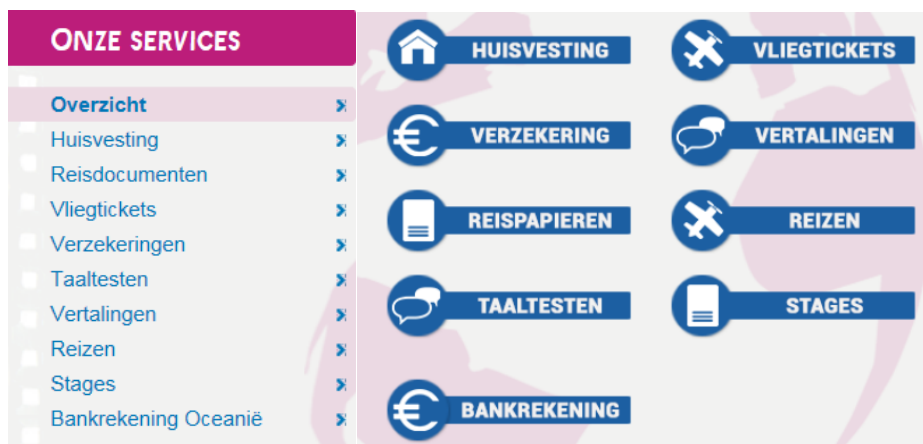 ONZE SERVICES
Overzicht
Huisvesting
Reisdocumenten
Vliegtickets
Verzekeringen
Taaltesten
Vertalingen
Reizen
Stages
Bankrekening Oceanië
HUISVESTING
VLIEGTICKETS
VERZEKERING
VERTALINGEN
REISPAPIEREN
REIZEN
TAALTESTEN
STAGES
BANKREKENING